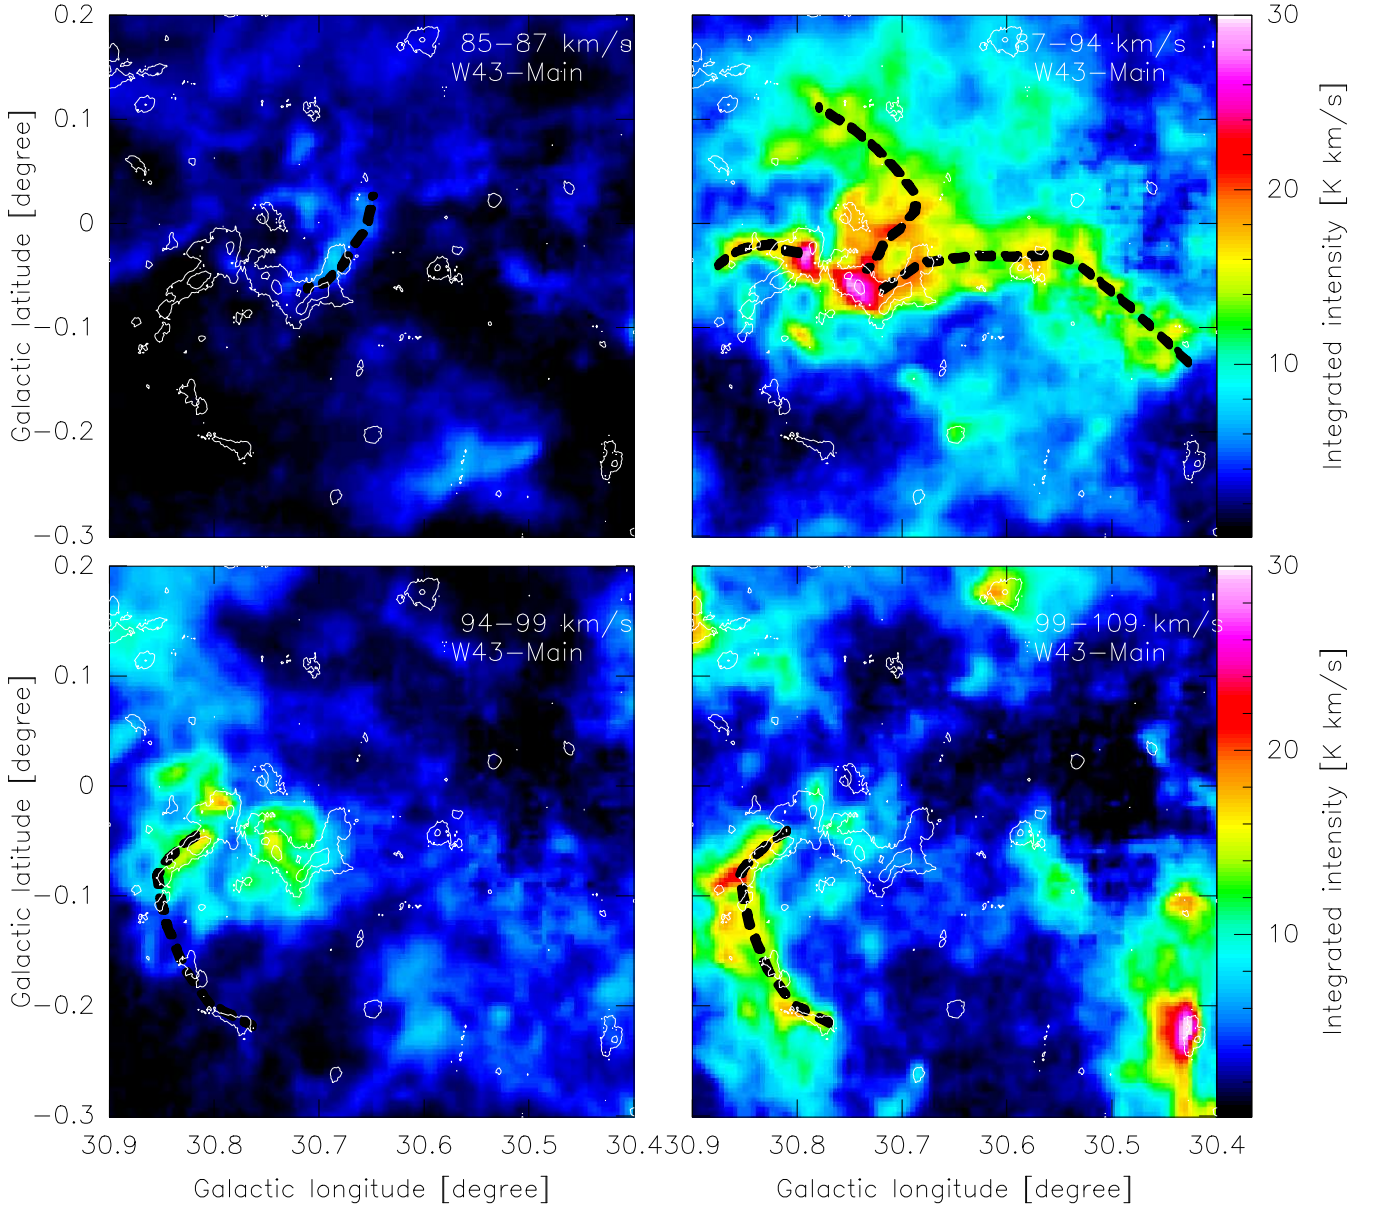 0.2
0.1
0
−0.1
−0.2
−0.3
Galactic latitude [degree]
85−87 km/s
W43−Main
87−94 km/s
W43−Main
30
20
10
Integrated intensity [K km/s]
0.2
0.1
0
−0.1
−0.2
−0.3
Galactic latitude [degree]
94−99 km/s
W43−Main
99−109 km/s
W43−Main
30
20
10
Integrated intensity [K km/s]
30.9 30.8 30.7 30.6 30.5 30.4
30.9 30.8 30.7 30.6 30.5 30.4
Galactic longitude [degree]
Galactic longitude [degree]